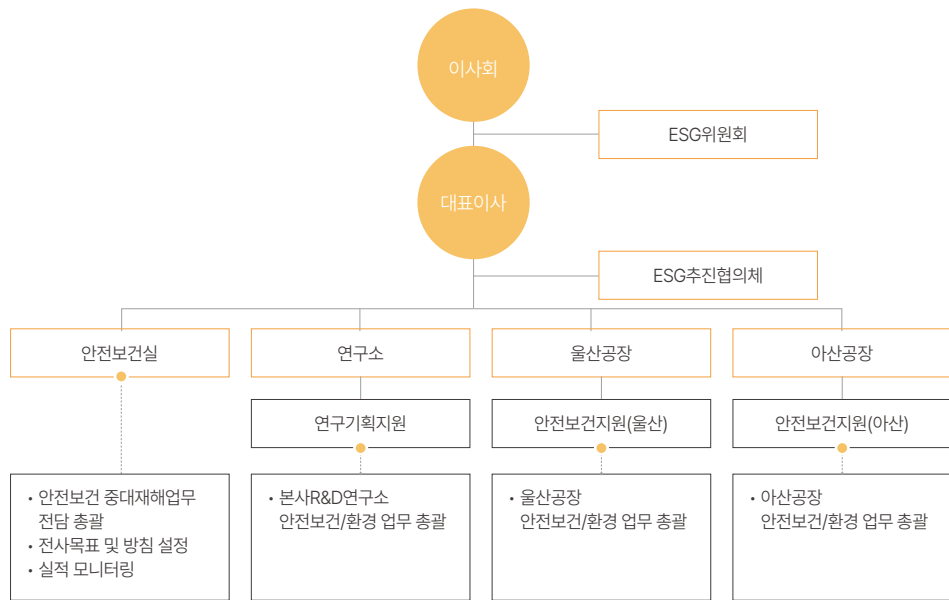 이사회
ESG위원회
대표이사
ESG추진협의체
안전보건실
연구소
울산공장
아산공장
연구기획지원
안전보건지원(울산)
안전보건지원(아산)
• 안전보건 중대재해업무
전담 총괄
• 전사목표 및 방침 설정
• 실적 모니터링
• 본사R&D연구소
안전보건/환경 업무 총괄
• 울산공장
안전보건/환경 업무 총괄
• 아산공장
안전보건/환경 업무 총괄